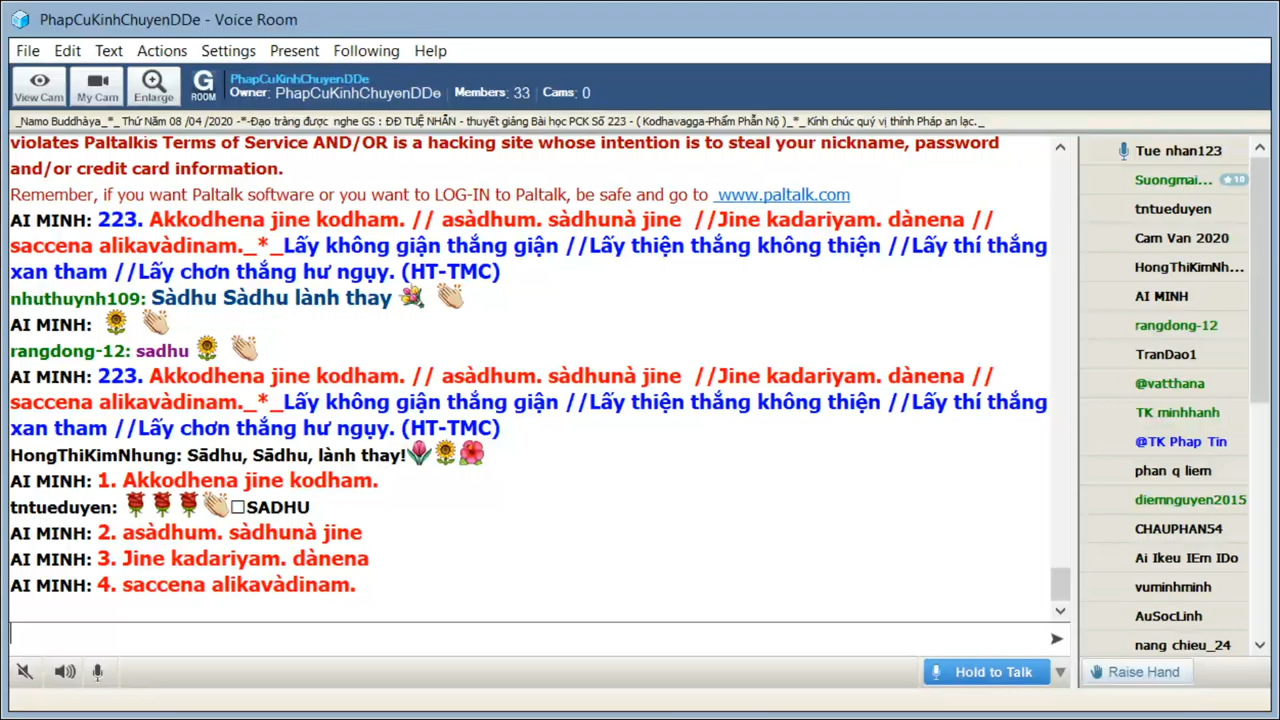 PhapCuKinhChuyenDDe - Voice Room
File Edit Text Actions Settings Present Following Help
View Cam My Cam Enlarge G ROOM
PhapCuKinhChuyenDDe
Owner: PhapCuKinhChuyenDDe Members: 33 Cams: 0
_Namo Buddhàya_*_ Thứ Năm 08 /04 /2020 -*-Đạo tràng được nghe GS : ĐĐ TUỆ NHẪN - thuyết giảng Bài học PCK Số 223 - ( Kodhavagga-Phẩm Phẫn Nộ )_*_ Kính chúc quý vị thính Pháp an lạc._
violates Paltalkis Terms of Service AND/OR is a hacking site whose intention is to steal your nickname, password
and/or credit card information.
Remember, if you want Paltalk software or you want to LOG-IN to Paltalk, be safe and go to www.paltalk.com
AI MINH: 223. Akkodhena jine kodham. // asàdhum. sàdhunà jine //Jine kadariyam. dànena //
saccena alikavàdinam._*_Lấy không giận thắng giận //Lấy thiện thắng không thiện //Lấy thí thắng
xan tham //Lấy chơn thắng hư ngụy. (HT-TMC)
nhuthuynh109: Sàdhu Sàdhu lành thay
AI MINH:
rangdong-12: sadhu
AI MINH: 223. Akkodhena jine kodham. // asàdhum. sàdhunà jine //Jine kadariyam. dànena //
saccena alikavàdinam._*_Lấy không giận thắng giận //Lấy thiện thắng không thiện //Lấy thí thắng
xan tham //Lấy chơn thắng hư ngụy. (HT-TMC)
HongThiKimNhung: Sādhu, Sādhu, lành thay!
AI MINH: 1. Akkodhena jine kodham.
tntueduyen: SADHU
AI MINH: 2. asàdhum. sàdhunà jine
AI MINH: 3. Jine kadariyam. dànena
AI MINH: 4. saccena alikavàdinam.
Tue nhan123
Suongmai... 10
tntueduyen
Cam Van 2020
HongThiKimNh...
AI MINH
rangdong-12
TranDao1
@vatthana
TK minhhanh
@TK Phap Tin
phan q liem
diemnguyen2015
CHAUPHAN54
Ai Ikeu IEm IDo
vuminhminh
AuSocLinh
nang chieu_24
Hold to Talk
Raise Hand